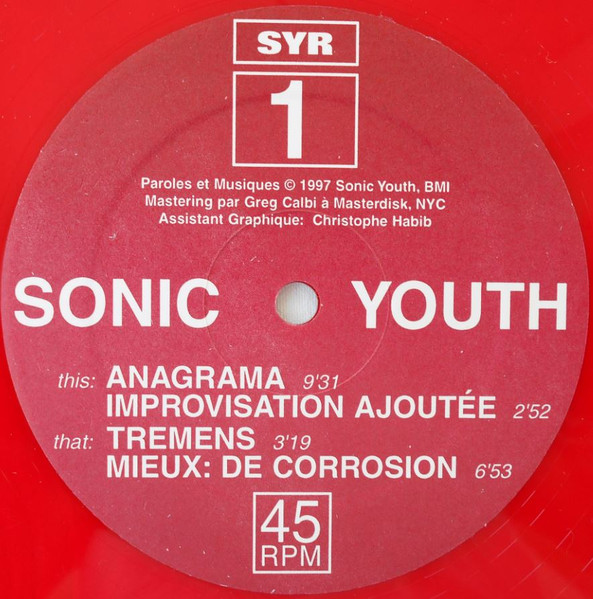 SYR
1
Paroles et Musiques © 1997 Sonic Youth, BMI
Mastering par Greg Calbi à Masterdisk, NYC
Assistant Graphique: Christophe Habib
SONIC YOUTH
this: ANAGRAMA 9'31
IMPROVISATION AJOUTÉE 2'52
that: TREMENS 3'19
MIEUX: DE CORROSION 6'53
45
RPM